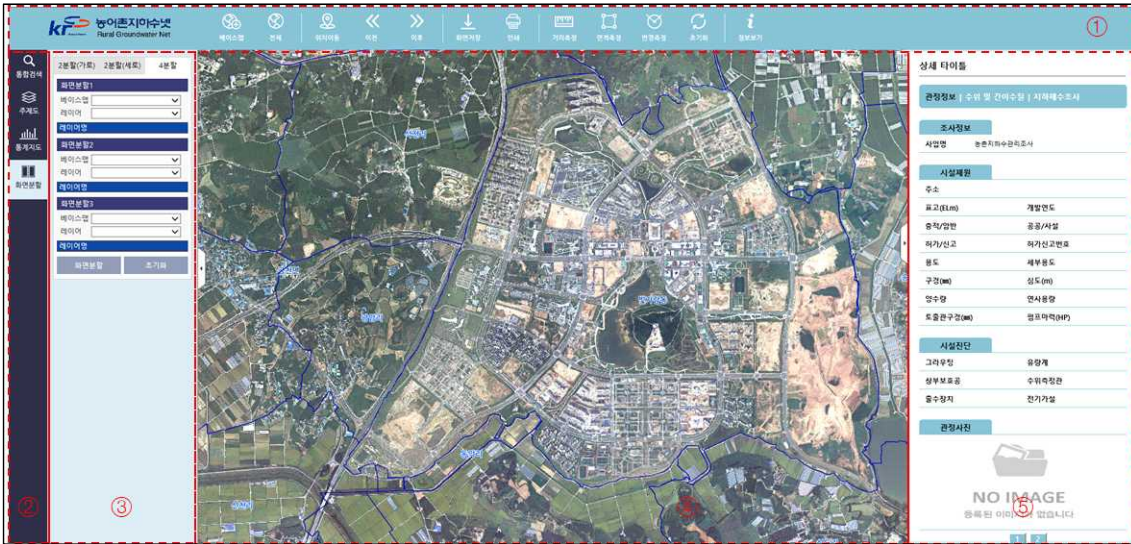 농어촌지하수넷
Rural Groundwater Net
베이스맵 전체 위치이동 이전 이후 화면저장 인쇄 거리측정 면적측정 반경측정 초기화 정보보기
①
통합검색
주제도
통계지도
화면분할
2분할(가로) 2분할(세로) 4분할
화면분할1
베이스맵
레이어
레이어명
화면분할2
베이스맵
레이어
레이어명
화면분할3
베이스맵
레이어
레이어명
화면분할 초기화
②
③
상세 타이틀
관정정보 | 수위 및 간이수질 | 지하해수조사
조사정보
사업명 농촌지하수관리조사
시설제원
주소
표고(EL.m) 개발연도
충적/암반 공공/사설
허가/신고 허가신고번호
용도 세부용도
구경(㎜) 심도(m)
양수량 연사용량
토출관구경(㎜) 펌프마력(HP)
시설진단
그라우팅 유량계
상부보호공 수위측정관
출수장치 전기가설
관정사진
NO IMAGE
등록된 이미지가 없습니다
⑤
1 2